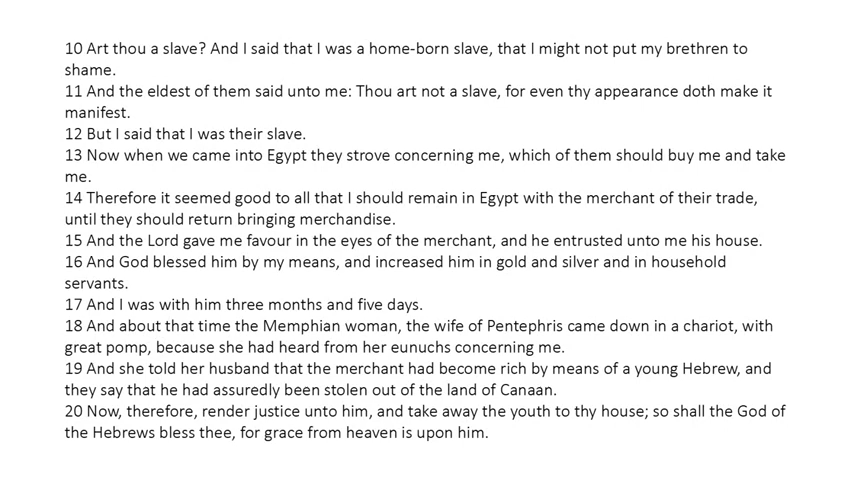 10 Art thou a slave? And I said that I was a home-born slave, that I might not put my brethren to
shame.
11 And the eldest of them said unto me: Thou art not a slave, for even thy appearance doth make it
manifest.
12 But I said that I was their slave.
13 Now when we came into Egypt they strove concerning me, which of them should buy me and take
me.
14 Therefore it seemed good to all that I should remain in Egypt with the merchant of their trade,
until they should return bringing merchandise.
15 And the Lord gave me favour in the eyes of the merchant, and he entrusted unto me his house.
16 And God blessed him by my means, and increased him in gold and silver and in household
servants.
17 And I was with him three months and five days.
18 And about that time the Memphian woman, the wife of Pentephris came down in a chariot, with
great pomp, because she had heard from her eunuchs concerning me.
19 And she told her husband that the merchant had become rich by means of a young Hebrew, and
they say that he had assuredly been stolen out of the land of Canaan.
20 Now, therefore, render justice unto him, and take away the youth to thy house; so shall the God of
the Hebrews bless thee, for grace from heaven is upon him.